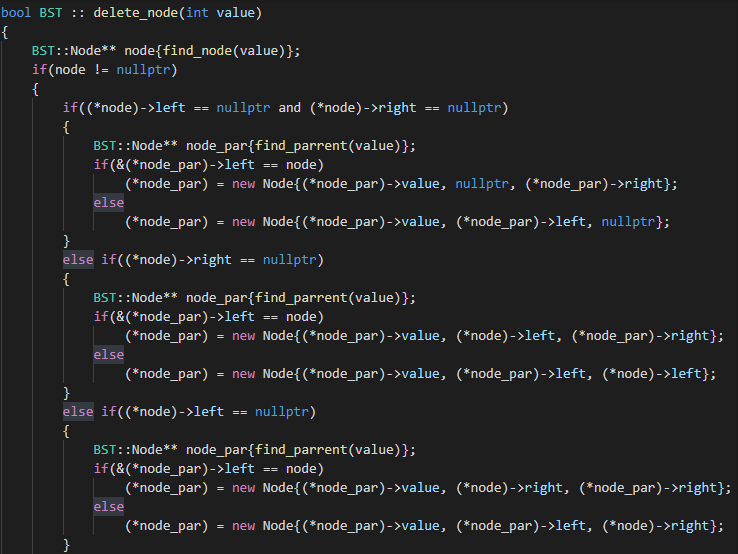 bool BST :: delete_node(int value)
{
    BST::Node** node{find_node(value)};
    if(node != nullptr)
    {
        if((*node)->left == nullptr and (*node)->right == nullptr)
        {
            BST::Node** node_par{find_parrent(value)};
            if(&(*node_par)->left == node)
                (*node_par) = new Node{(*node_par)->value, nullptr, (*node_par)->right};
            else
                (*node_par) = new Node{(*node_par)->value, (*node_par)->left, nullptr};
        }
        else if((*node)->right == nullptr)
        {
            BST::Node** node_par{find_parrent(value)};
            if(&(*node_par)->left == node)
                (*node_par) = new Node{(*node_par)->value, (*node)->left, (*node_par)->right};
            else
                (*node_par) = new Node{(*node_par)->value, (*node_par)->left, (*node)->left};
        }
        else if((*node)->left == nullptr)
        {
            BST::Node** node_par{find_parrent(value)};
            if(&(*node_par)->left == node)
                (*node_par) = new Node{(*node_par)->value, (*node)->right, (*node_par)->right};
            else
                (*node_par) = new Node{(*node_par)->value, (*node_par)->left, (*node)->right};
        }